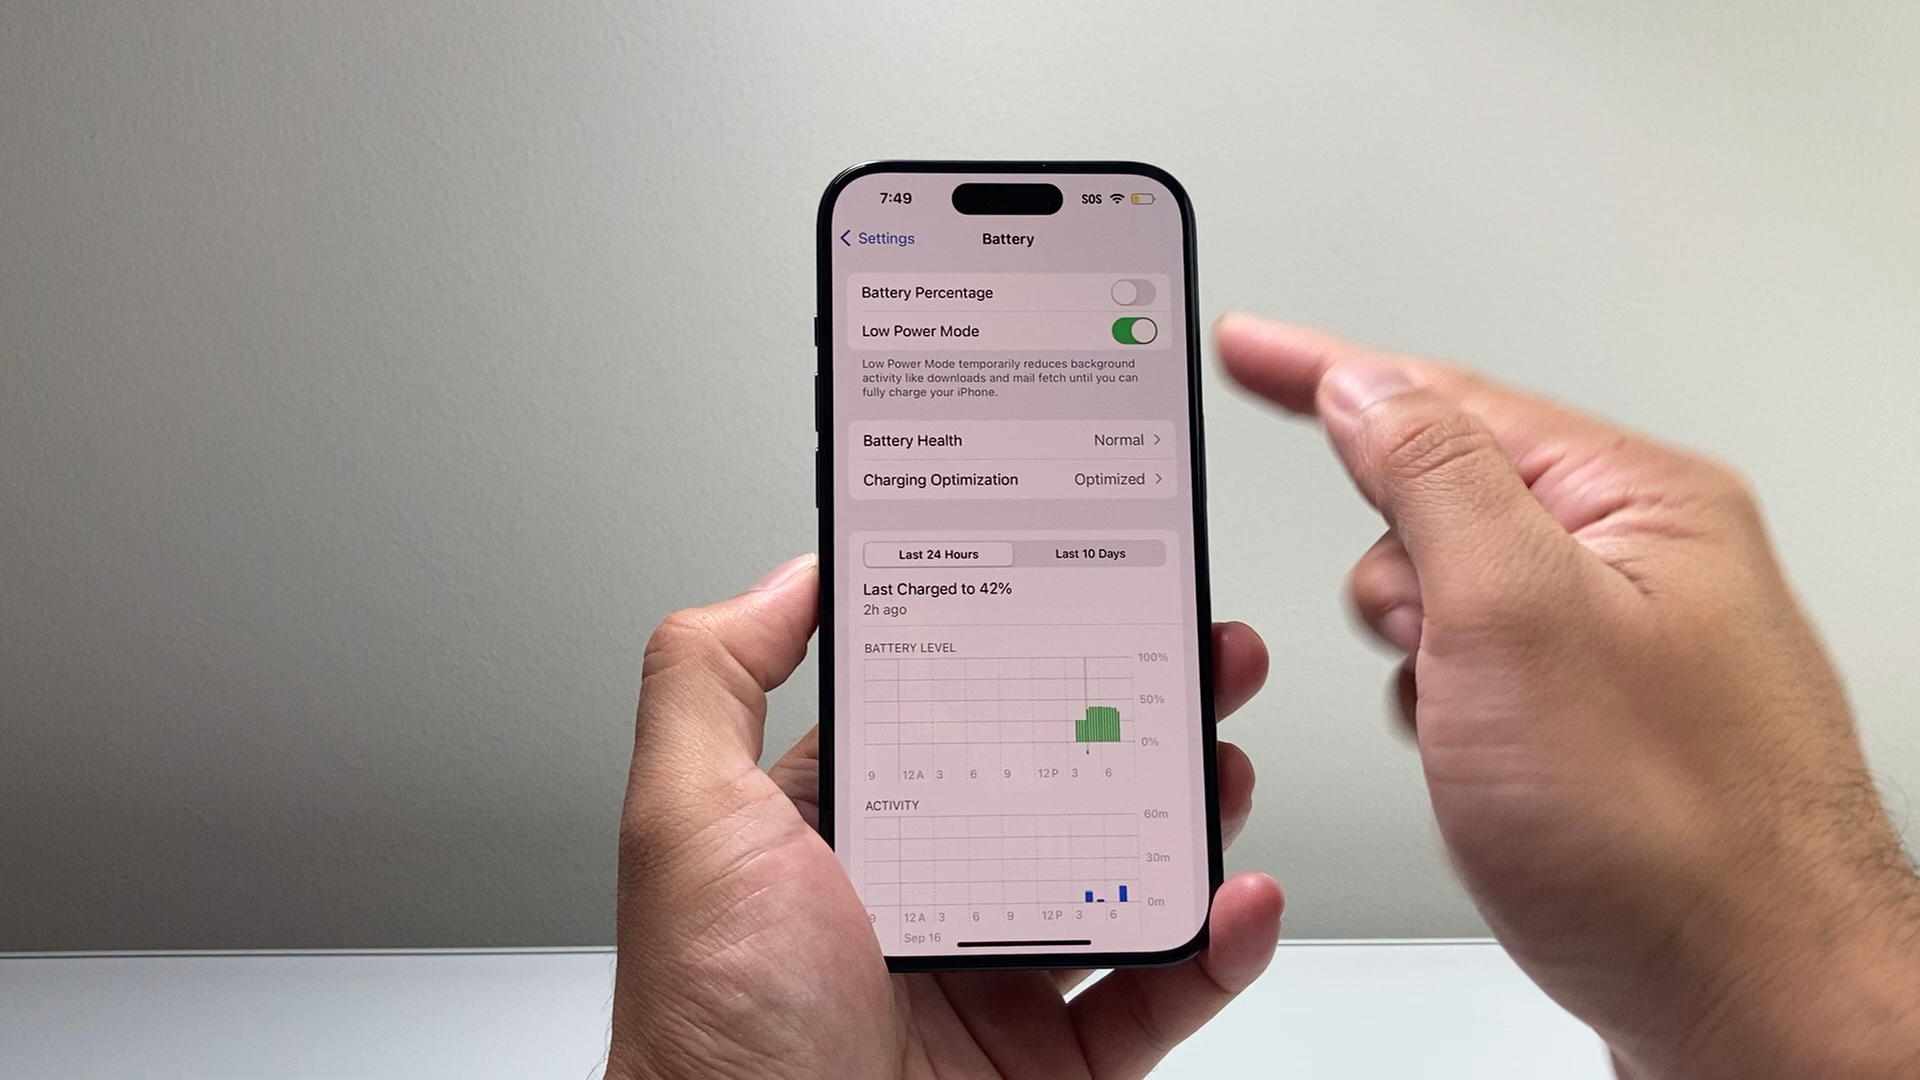 7:49 SOS
Settings Battery
Battery Percentage
Low Power Mode
Low Power Mode temporarily reduces background
activity like downloads and mail fetch until you can
fully charge your iPhone.
Battery Health Normal
Charging Optimization Optimized
Last 24 Hours Last 10 Days
Last Charged to 42%
2h ago
BATTERY LEVEL
100%
50%
0%
9 12 A 3 6 9 12 P 3 6
ACTIVITY
60m
30m
0m
9 12 A 3 6 9 12 P 3 6
Sep 16